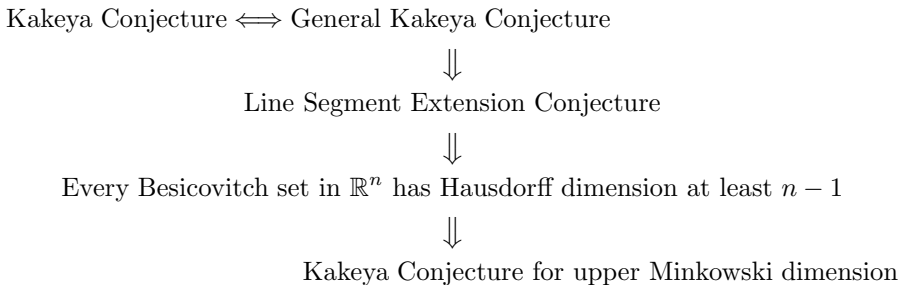 Kakeya Conjecture ⟺ General Kakeya Conjecture
⇓
Line Segment Extension Conjecture
⇓
Every Besicovitch set in ℝⁿ has Hausdorff dimension at least n − 1
⇓
Kakeya Conjecture for upper Minkowski dimension